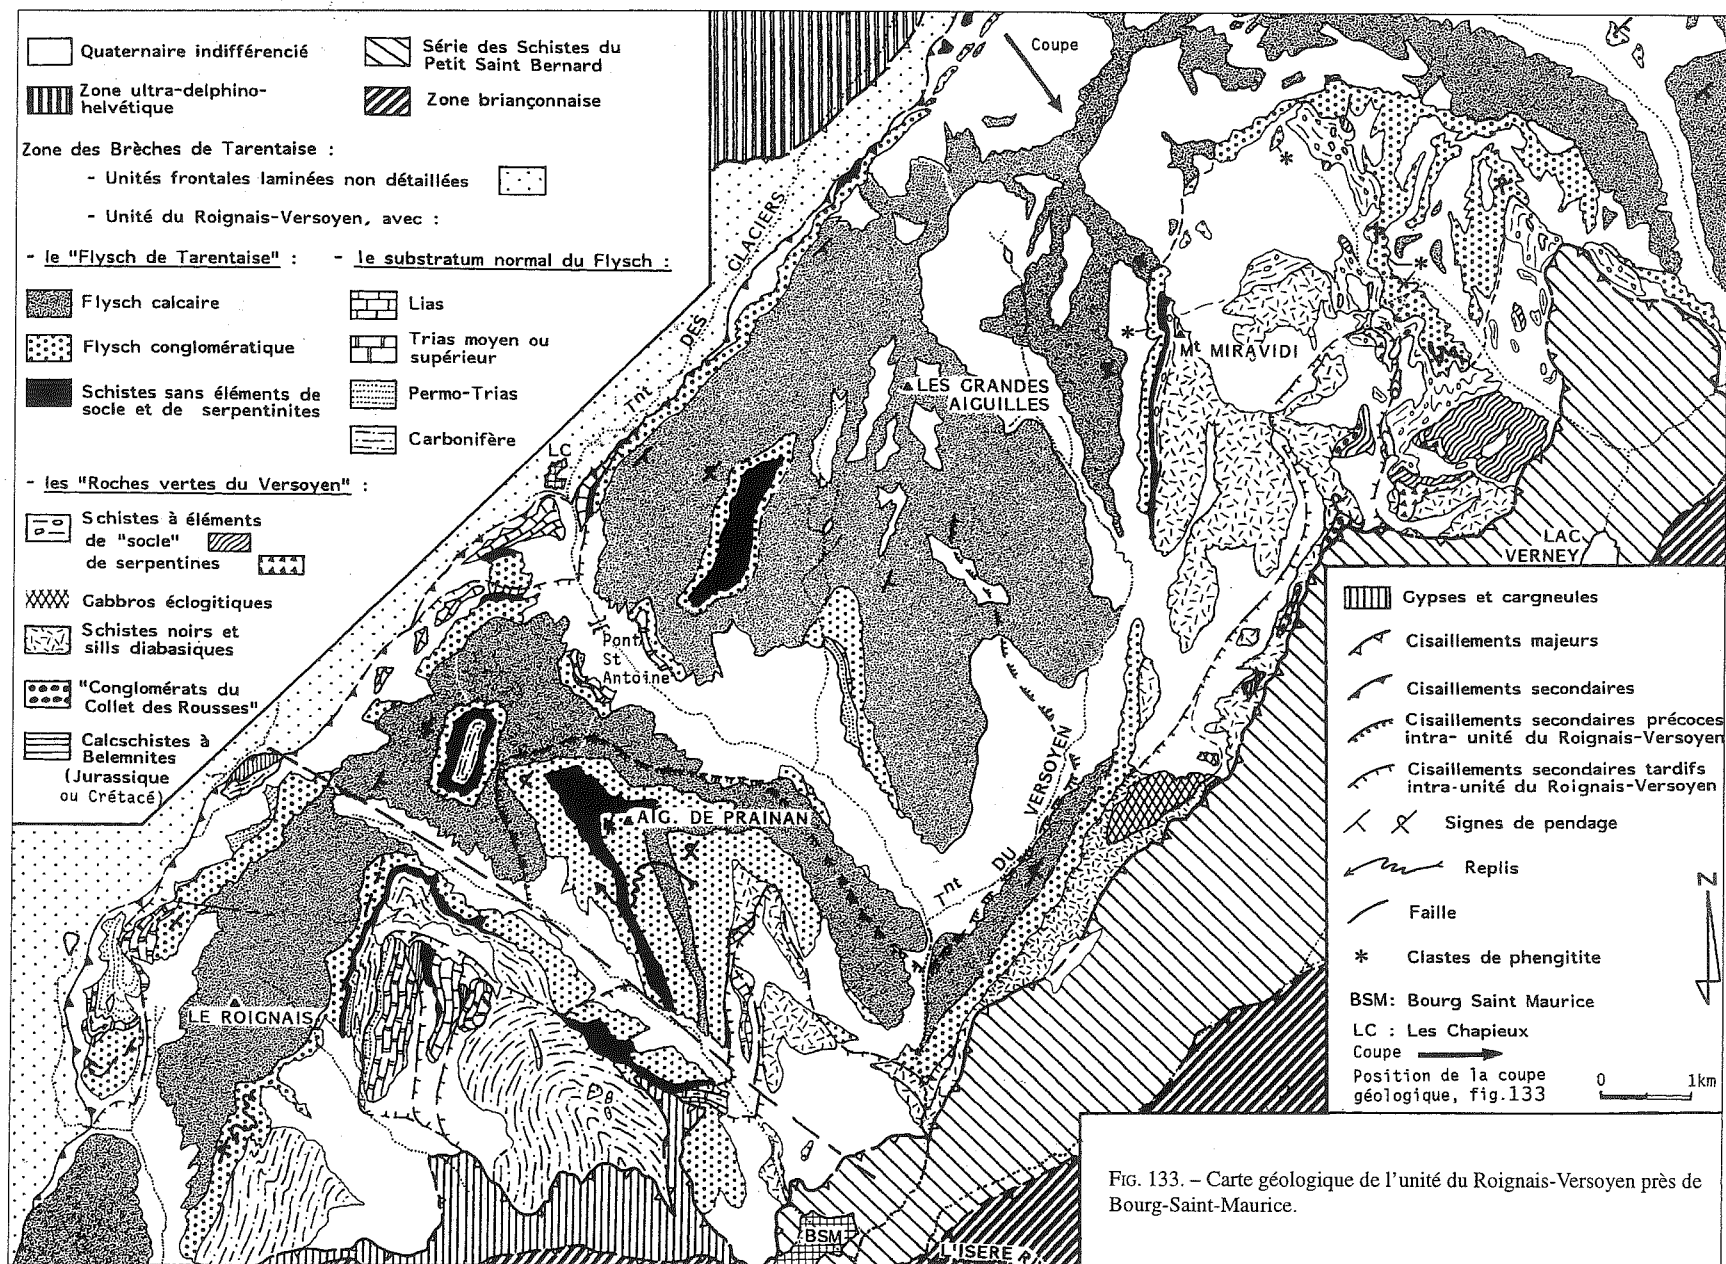 Quaternaire indifférencié
Zone ultra-delphino-
helvétique
Série des Schistes du
Petit Saint Bernard
Zone briançonnaise
Zone des Brèches de Tarentaise :
- Unités frontales laminées non détaillées
- Unité du Roignais-Versoyen, avec :
- le "Flysch de Tarentaise" :
Flysch calcaire
Flysch conglomératique
Schistes sans éléments de
socle et de serpentinites
- le substratum normal du Flysch :
Lias
Trias moyen ou
supérieur
Permo-Trias
Carbonifère
- les "Roches vertes du Versoyen" :
Schistes à éléments
de "socle"
de serpentines
Gabbros éclogitiques
Schistes noirs et
sills diabasiques
"Conglomérats du
Collet des Rousses"
Calcschistes à
Belemnites
(Jurassique
ou Crétacé)
Coupe
Tnt DES GLACIERS
Mt MIRAVIDI
LES GRANDES
AIGUILLES
LC
Pont
St
Antoine
LAC
VERNEY
Tnt DU VERSOYEN
AIG. DE PRAINAN
LE ROIGNAIS
BSM
L'ISERE R.
Gypses et cargneules
Cisaillements majeurs
Cisaillements secondaires
Cisaillements secondaires précoces
intra- unité du Roignais-Versoyen
Cisaillements secondaires tardifs
intra-unité du Roignais-Versoyen
Signes de pendage
Replis
Faille
* Clastes de phengitite
BSM: Bourg Saint Maurice
LC : Les Chapieux
Coupe
Position de la coupe
géologique, fig.133
N
0 1km
FIG. 133. – Carte géologique de l'unité du Roignais-Versoyen près de
Bourg-Saint-Maurice.